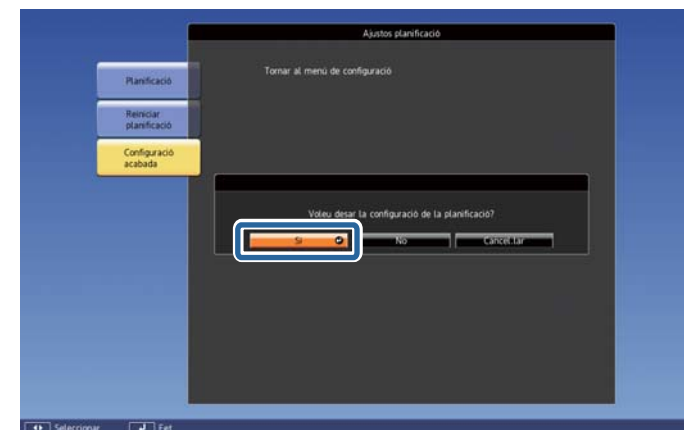 Ajustos planificació
Planificació
Tornar al menú de configuració
Reiniciar
planificació
Configuració
acabada
Voleu desar la configuració de la planificació?
Sí
No
Cancel.lar
Seleccionar
Fet